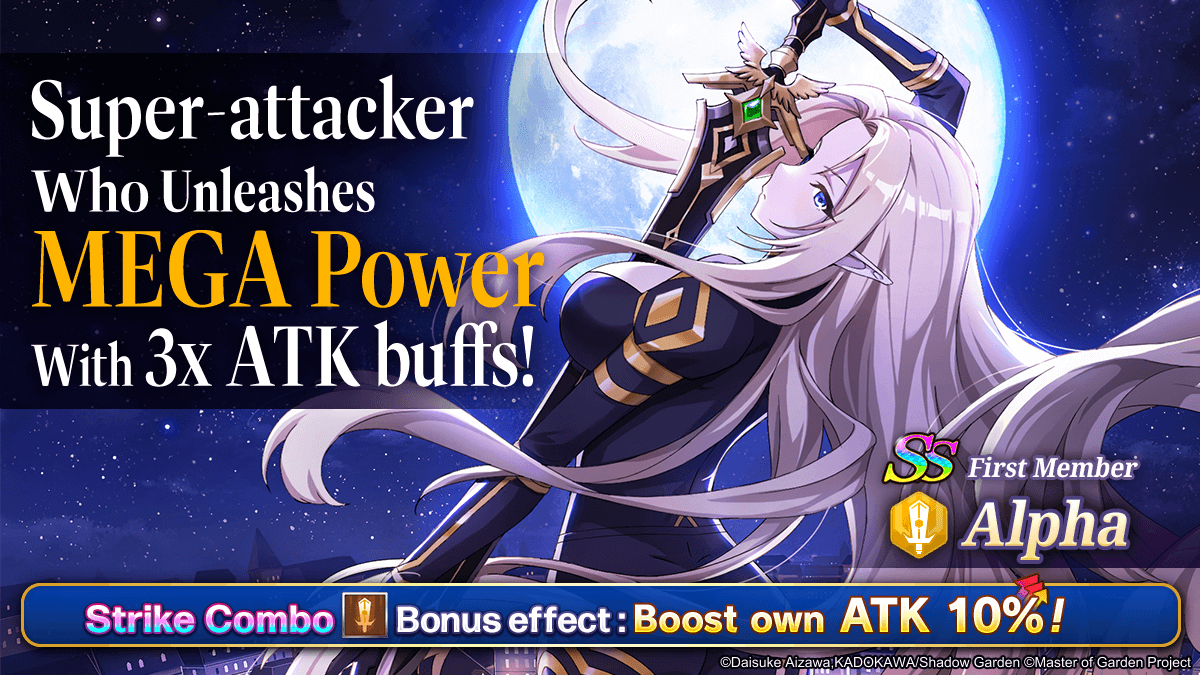 Super-attacker
Who Unleashes
MEGA Power
With 3x ATK buffs!
SS First Member
Alpha
Strike Combo Bonus effect : Boost own ATK 10%!
©Daisuke Aizawa,KADOKAWA/Shadow Garden ©Master of Garden Project